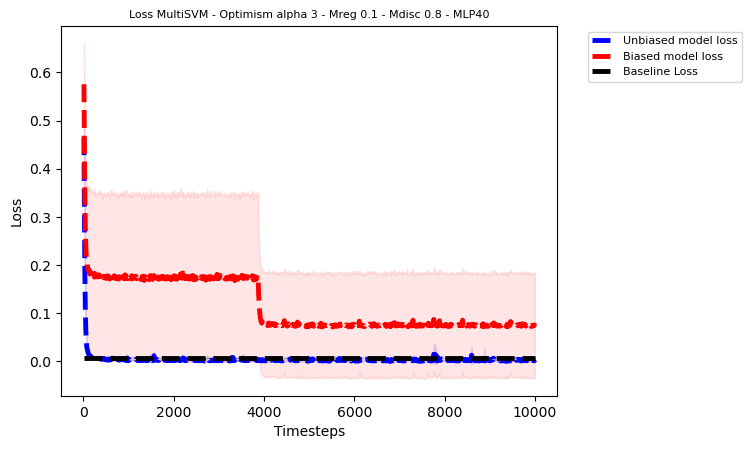 Loss MultiSVM - Optimism alpha 3 - Mreg 0.1 - Mdisc 0.8 - MLP40
Unbiased model loss
Biased model loss
Baseline Loss
Loss
0.6
0.5
0.4
0.3
0.2
0.1
0.0
0 2000 4000 6000 8000 10000
Timesteps